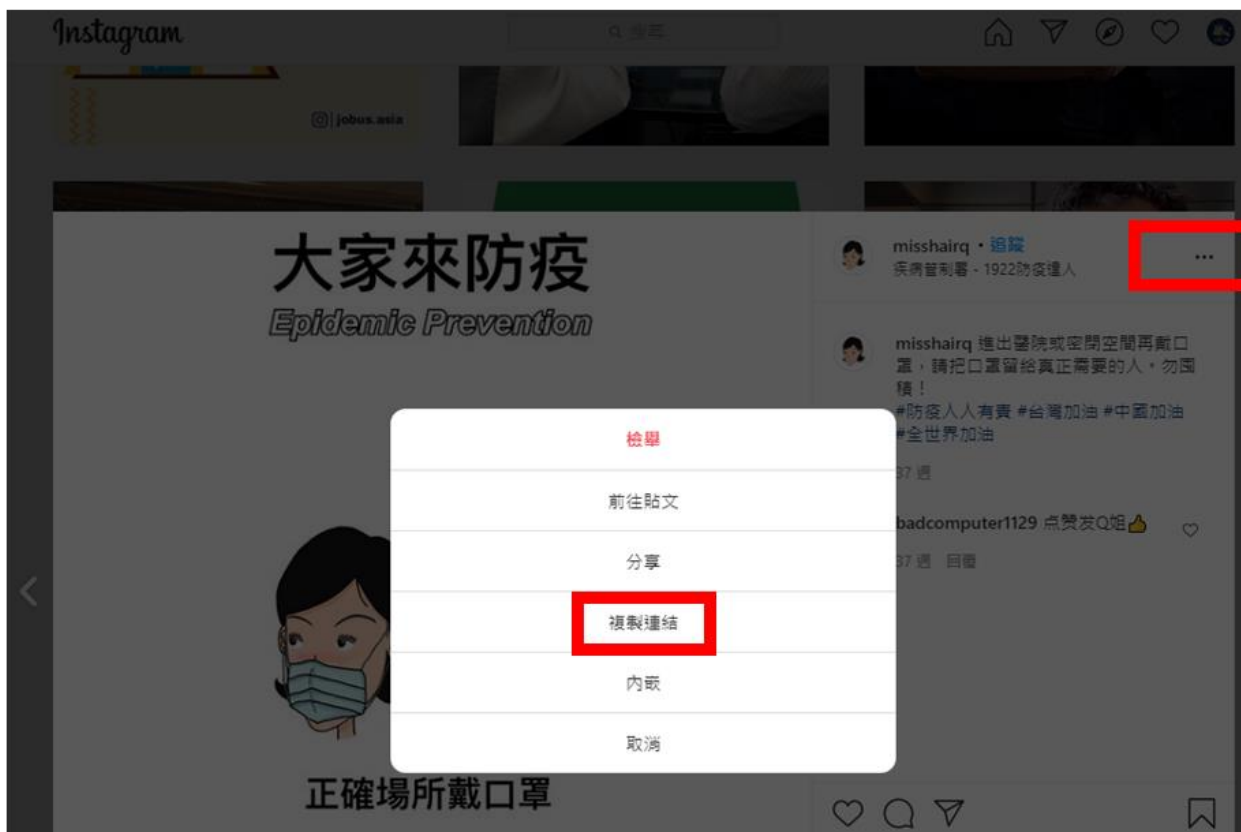 Instagram
搜尋
jobus.asia
大家來防疫
Epidemic Prevention
正確場所戴口罩
misshairq • 追蹤
疾病管制署 - 1922防疫達人
misshairq 進出醫院或密閉空間再戴口
罩，請把口罩留給真正需要的人。勿囤
積！
#防疫人人有責 #台灣加油 #中國加油
#全世界加油
37 週
badcomputer1129 点赞发Q姐👍
37 週 回覆
檢舉
前往貼文
分享
複製連結
內嵌
取消